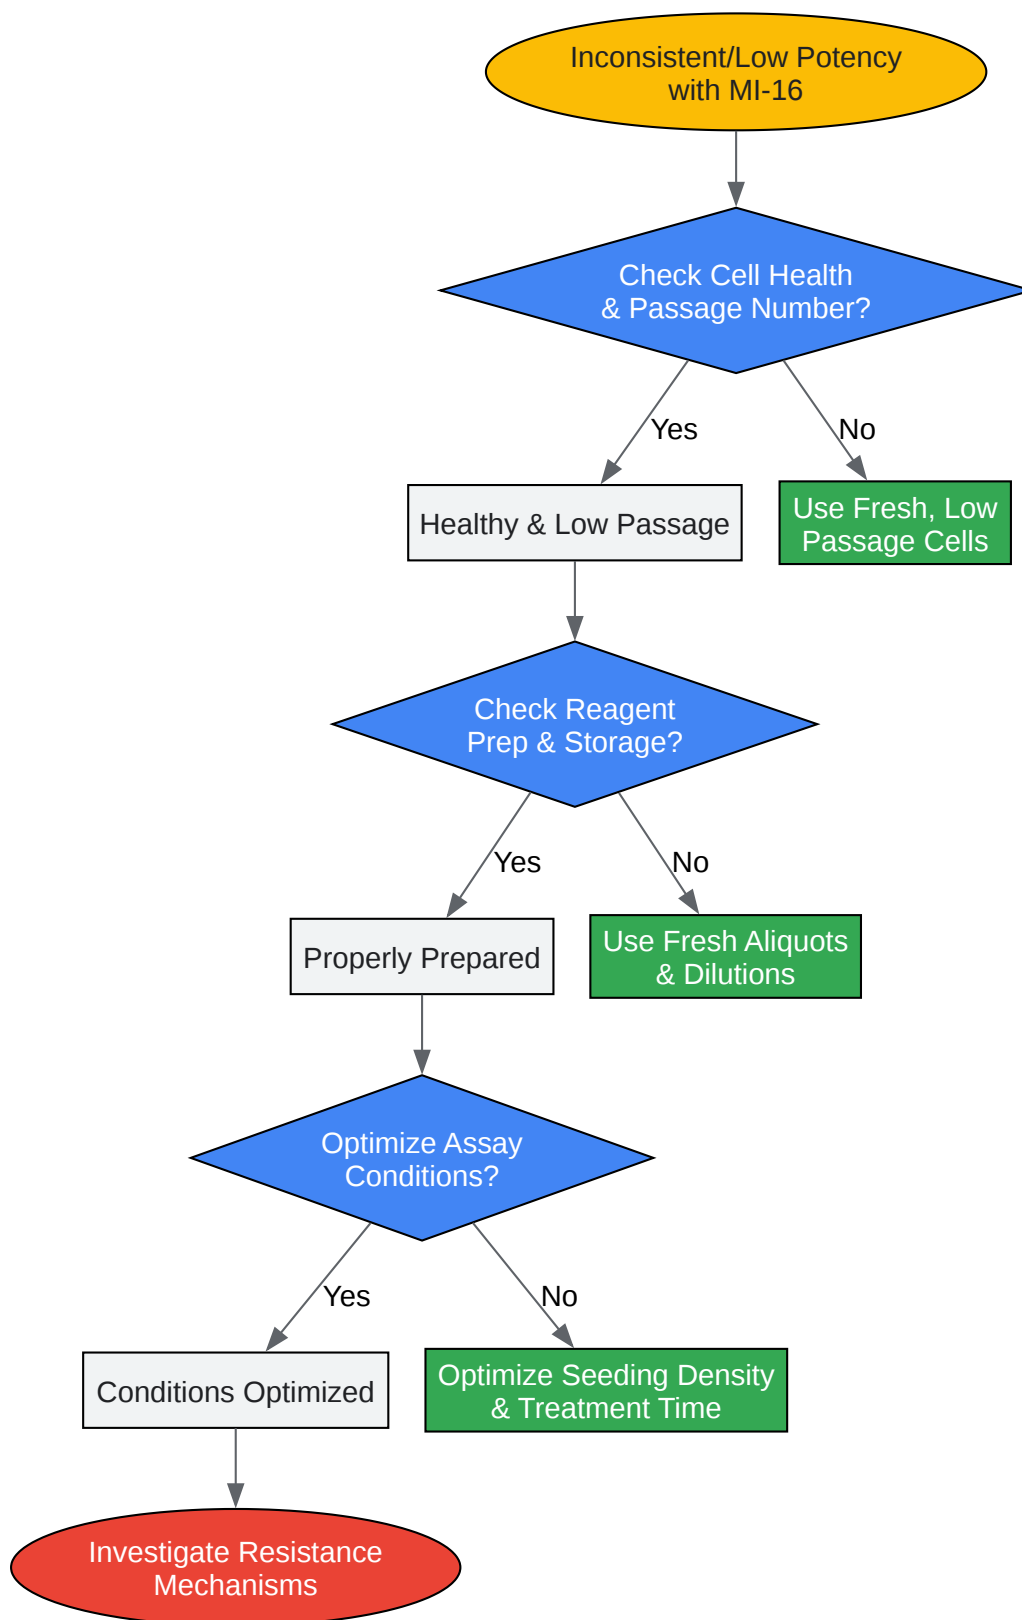 Inconsistent/Low Potency
with MI-16
Check Cell Health
& Passage Number?
Yes
No
Healthy & Low Passage
Use Fresh, Low
Passage Cells
Check Reagent
Prep & Storage?
Yes
No
Properly Prepared
Use Fresh Aliquots
& Dilutions
Optimize Assay
Conditions?
Yes
No
Conditions Optimized
Optimize Seeding Density
& Treatment Time
Investigate Resistance
Mechanisms